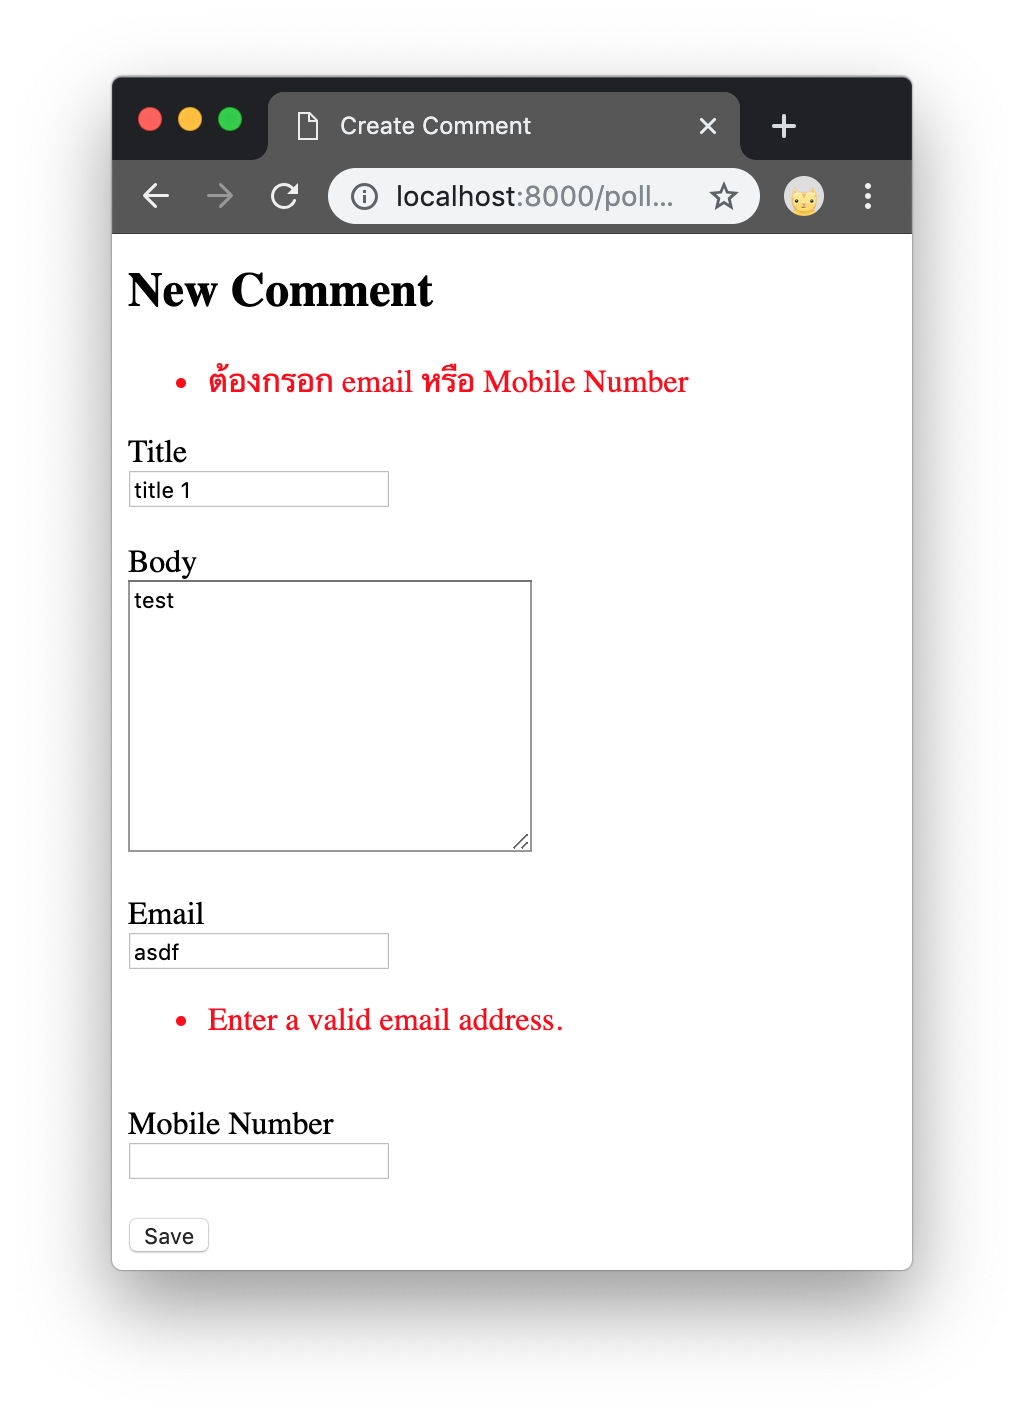 Create Comment
localhost:8000/poll...
New Comment
ต้องกรอก email หรือ Mobile Number
Title
title 1
Body
test
Email
asdf
Enter a valid email address.
Mobile Number
Save